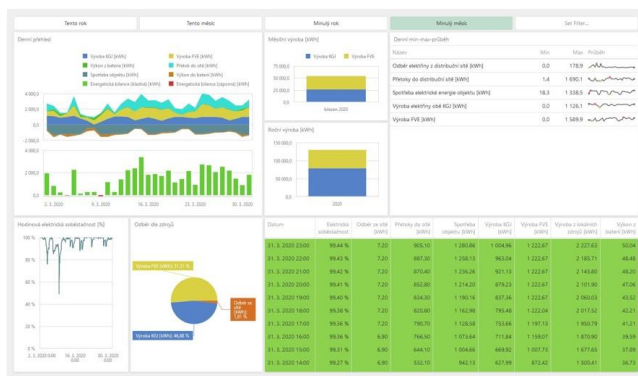 Tento rok
Tento měsíc
Minulý rok
Minulý měsíc
Set Filter...
Denní přehled
Výroba KGJ [kWh]
Výroba FVE [kWh]
Výkon z baterií [kWh]
Přetok do sítě [kWh]
Spotřeba objektu [kWh]
Výkon do baterií [kWh]
Energetická bilance (kladná) [kWh]
Energetická bilance (záporná) [kWh]
4 000,0
2 000,0
0,0
-2 000,0
4 000,0
2 000,0
0,0
2. 3. 2020
9. 3. 2020
16. 3. 2020
23. 3. 2020
30. 3. 2020
Měsíční výroba [kWh]
Výroba KGJ
Výroba FVE
75 000,0
50 000,0
25 000,0
0,0
březen 2020
Roční výroba [kWh]
150 000,0
100 000,0
50 000,0
0,0
2020
Denní min-max-průběh
Název Min Max Průběh
Odběr elektřiny z distribuční sítě [kWh] 0,0 178,9
Přetoky do distribuční sítě [kWh] 1,4 1 690,1
Spotřeba elektrické energie objektu [kWh] 18,3 1 338,5
Výroba elektřiny obě KGJ [kWh] 0,0 1 126,1
Výroba FVE [kWh] 0,0 1 509,9
Hodinová elektrická soběstačnost [%]
100 %
80 %
60 %
40 %
20 %
0 %
2. 3. 2020 0:00
16. 3. 2020 0:00
30. 3. 2020 0:00
Odběr dle zdrojů
Výroba FVE [kWh]: 51,51 %
Odběr ze sítě [kWh]:
Výroba KGJ [kWh]: 46,88 %
Datum Elektrická soběstačnost Odběr ze sítě [kWh] Přetoky do sítě [kWh] Spotřeba objektu [kWh] Výroba KGJ [kWh] Výroba FVE [kWh] Výroba z lokálních zdrojů [kWh] Výkon z baterií [kWh]
31. 3. 2020 23:00 99,44 % 7,20 905,10 1 280,86 1 004,96 1 222,67 2 227,63 50,04
31. 3. 2020 22:00 99,43 % 7,20 887,30 1 258,13 963,04 1 222,67 2 185,71 48,48
31. 3. 2020 21:00 99,42 % 7,20 870,40 1 236,26 921,13 1 222,67 2 143,80 48,20
31. 3. 2020 20:00 99,41 % 7,20 852,80 1 214,20 879,23 1 222,67 2 101,90 47,06
31. 3. 2020 19:00 99,40 % 7,20 834,30 1 190,16 837,36 1 222,67 2 060,03 43,52
31. 3. 2020 18:00 99,38 % 7,20 820,80 1 162,98 795,48 1 222,04 2 017,52 42,21
31. 3. 2020 17:00 99,36 % 7,20 790,70 1 128,58 753,66 1 197,13 1 950,79 41,27
31. 3. 2020 16:00 99,36 % 6,90 766,50 1 073,64 711,84 1 159,07 1 870,90 39,59
31. 3. 2020 15:00 99,31 % 6,90 644,10 1 004,66 669,92 1 007,73 1 677,65 37,89
31. 3. 2020 14:00 99,27 % 6,90 532,10 942,13 627,99 872,42 1 500,41 36,72